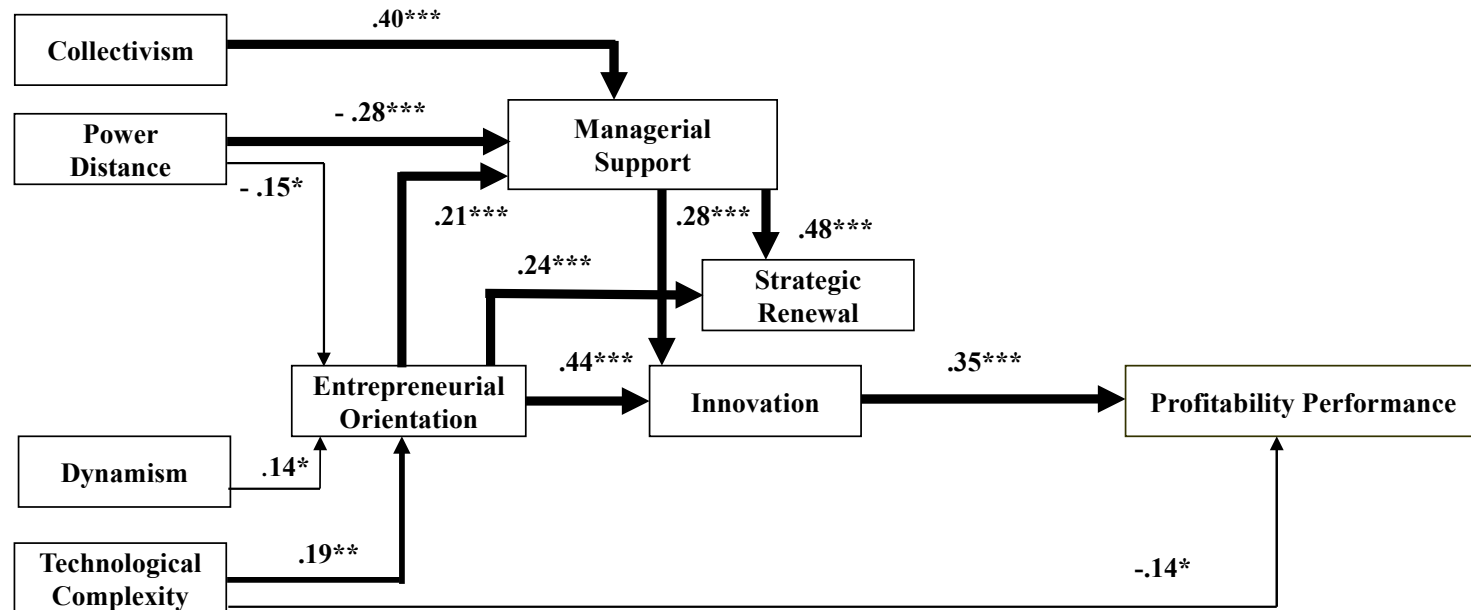 .40***
Collectivism
- .28***
Power
Distance
Managerial
Support
- .15*
.21***
.28***
.48***
.24***
Strategic
Renewal
.44***
.35***
Entrepreneurial
Orientation
Innovation
Profitability Performance
Dynasmism
.14*
.19**
Technological
Complexity
-.14*